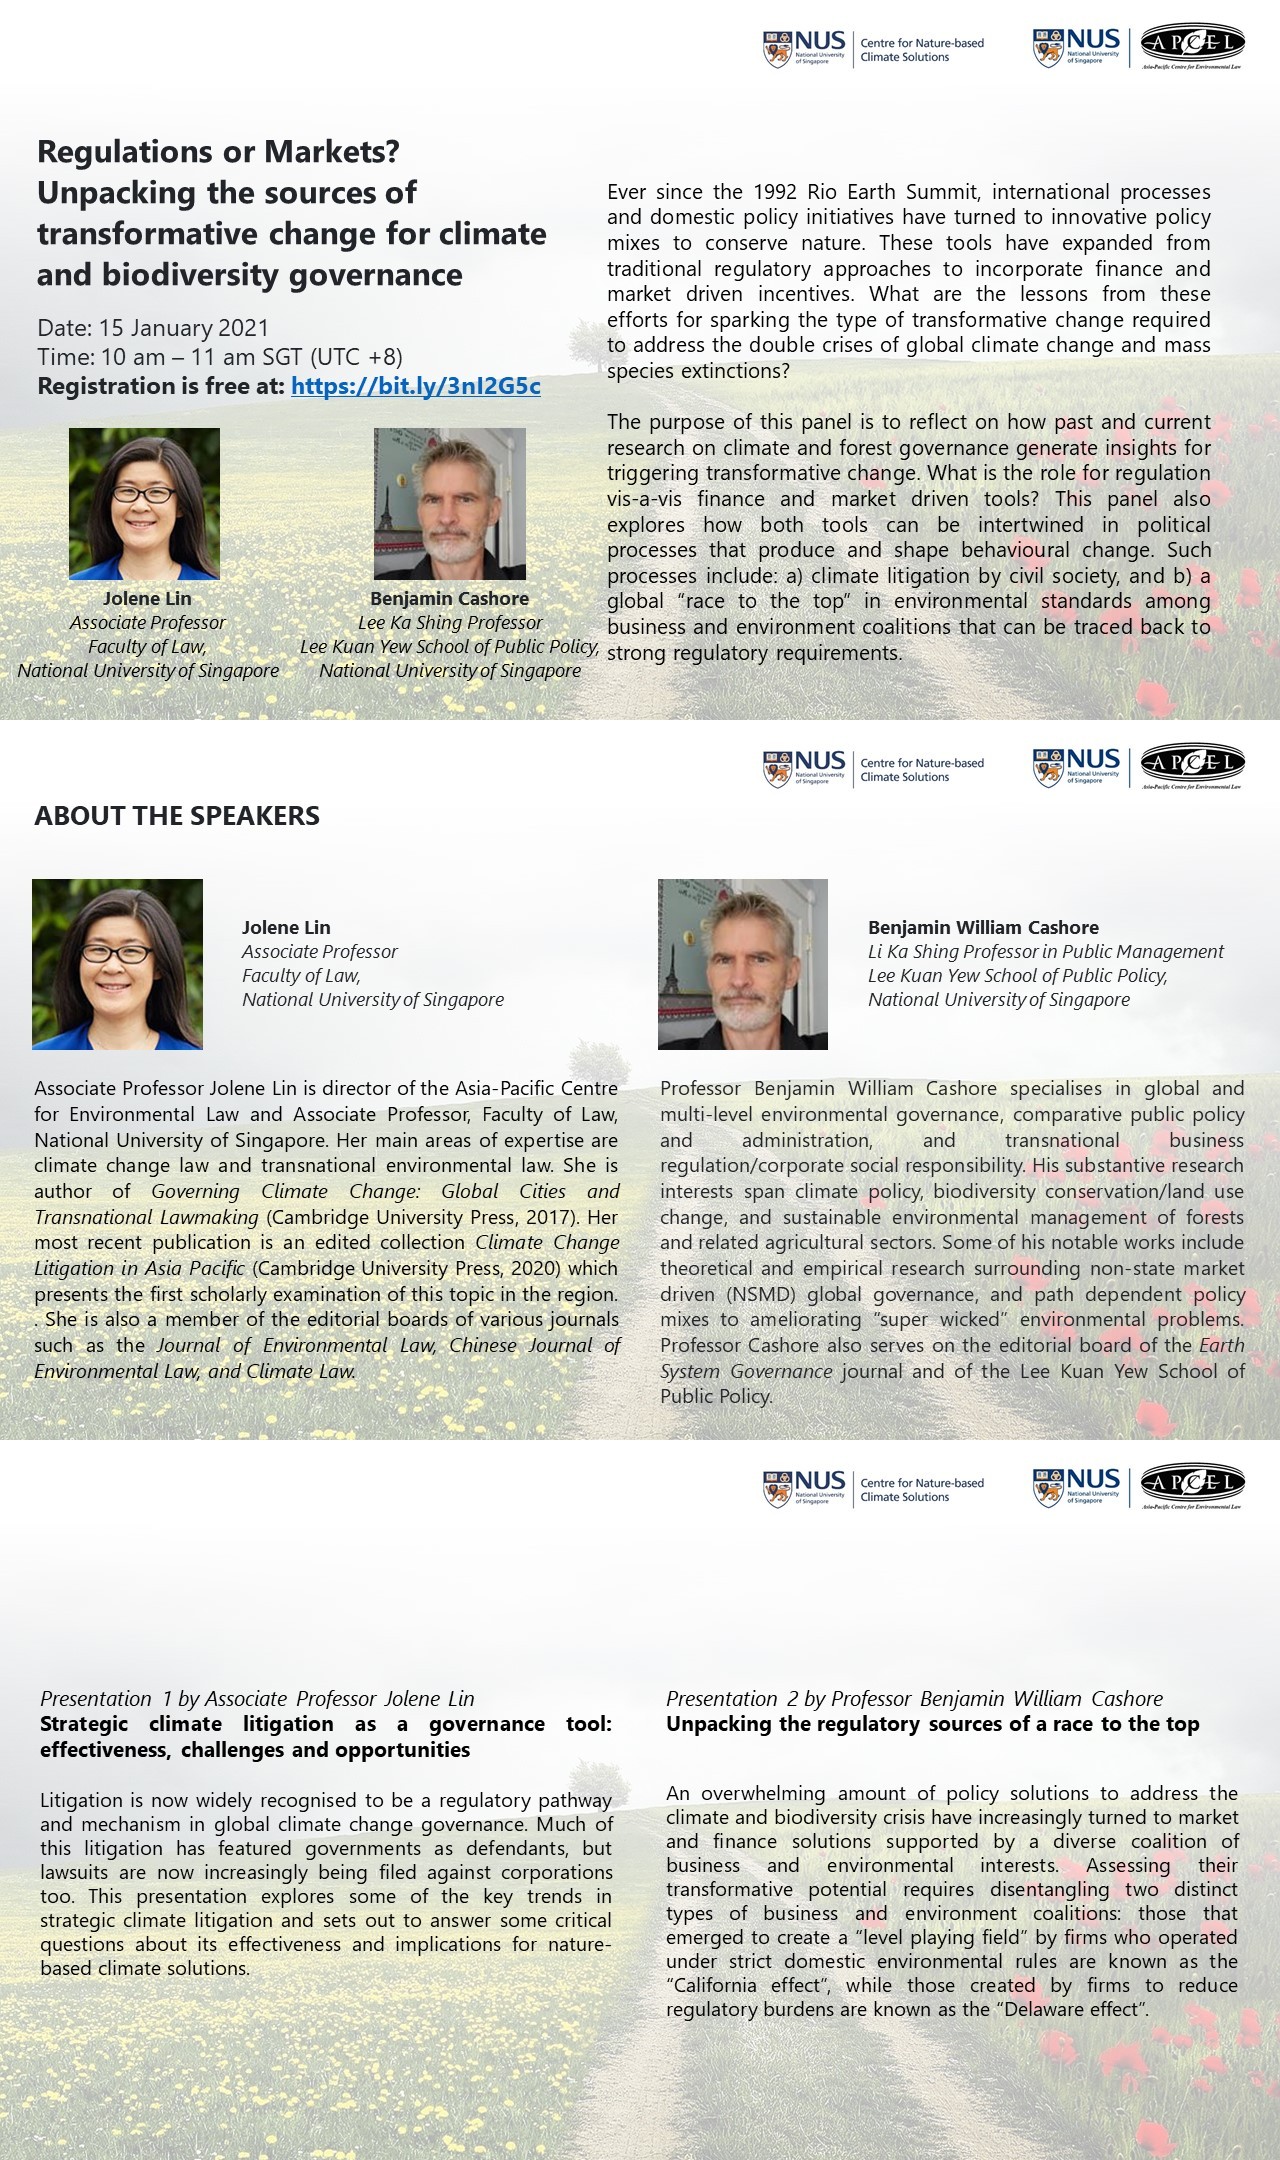 NUS
National University
of Singapore
Centre for Nature-based
Climate Solutions
NUS
National University
of Singapore
APCEL
Asia-Pacific Centre for Environmental Law
Regulations or Markets?
Unpacking the sources of
transformative change for climate
and biodiversity governance
Date: 15 January 2021
Time: 10 am – 11 am SGT (UTC +8)
Registration is free at: https://bit.ly/3nI2G5c
Jolene Lin
Associate Professor
Faculty of Law,
National University of Singapore
Benjamin Cashore
Lee Ka Shing Professor
Lee Kuan Yew School of Public Policy,
National University of Singapore
Ever since the 1992 Rio Earth Summit, international processes
and domestic policy initiatives have turned to innovative policy
mixes to conserve nature. These tools have expanded from
traditional regulatory approaches to incorporate finance and
market driven incentives. What are the lessons from these
efforts for sparking the type of transformative change required
to address the double crises of global climate change and mass
species extinctions?
The purpose of this panel is to reflect on how past and current
research on climate and forest governance generate insights for
triggering transformative change. What is the role for regulation
vis-a-vis finance and market driven tools? This panel also
explores how both tools can be intertwined in political
processes that produce and shape behavioural change. Such
processes include: a) climate litigation by civil society, and b) a
global “race to the top” in environmental standards among
business and environment coalitions that can be traced back to
strong regulatory requirements.
NUS
National University
of Singapore
Centre for Nature-based
Climate Solutions
NUS
National University
of Singapore
APCEL
Asia-Pacific Centre for Environmental Law
ABOUT THE SPEAKERS
Jolene Lin
Associate Professor
Faculty of Law,
National University of Singapore
Associate Professor Jolene Lin is director of the Asia-Pacific Centre
for Environmental Law and Associate Professor, Faculty of Law,
National University of Singapore. Her main areas of expertise are
climate change law and transnational environmental law. She is
author of Governing Climate Change: Global Cities and
Transnational Lawmaking (Cambridge University Press, 2017). Her
most recent publication is an edited collection Climate Change
Litigation in Asia Pacific (Cambridge University Press, 2020) which
presents the first scholarly examination of this topic in the region.
. She is also a member of the editorial boards of various journals
such as the Journal of Environmental Law, Chinese Journal of
Environmental Law, and Climate Law.
Benjamin William Cashore
Li Ka Shing Professor in Public Management
Lee Kuan Yew School of Public Policy,
National University of Singapore
Professor Benjamin William Cashore specialises in global and
multi-level environmental governance, comparative public policy
and administration, and transnational business
regulation/corporate social responsibility. His substantive research
interests span climate policy, biodiversity conservation/land use
change, and sustainable environmental management of forests
and related agricultural sectors. Some of his notable works include
theoretical and empirical research surrounding non-state market
driven (NSMD) global governance, and path dependent policy
mixes to ameliorating “super wicked” environmental problems.
Professor Cashore also serves on the editorial board of the Earth
System Governance journal and of the Lee Kuan Yew School of
Public Policy.
NUS
National University
of Singapore
Centre for Nature-based
Climate Solutions
NUS
National University
of Singapore
APCEL
Asia-Pacific Centre for Environmental Law
Presentation 1 by Associate Professor Jolene Lin
Strategic climate litigation as a governance tool:
effectiveness, challenges and opportunities
Litigation is now widely recognised to be a regulatory pathway
and mechanism in global climate change governance. Much of
this litigation has featured governments as defendants, but
lawsuits are now increasingly being filed against corporations
too. This presentation explores some of the key trends in
strategic climate litigation and sets out to answer some critical
questions about its effectiveness and implications for nature-
based climate solutions.
Presentation 2 by Professor Benjamin William Cashore
Unpacking the regulatory sources of a race to the top
An overwhelming amount of policy solutions to address the
climate and biodiversity crisis have increasingly turned to market
and finance solutions supported by a diverse coalition of
business and environmental interests. Assessing their
transformative potential requires disentangling two distinct
types of business and environment coalitions: those that
emerged to create a “level playing field” by firms who operated
under strict domestic environmental rules are known as the
“California effect”, while those created by firms to reduce
regulatory burdens are known as the “Delaware effect”.